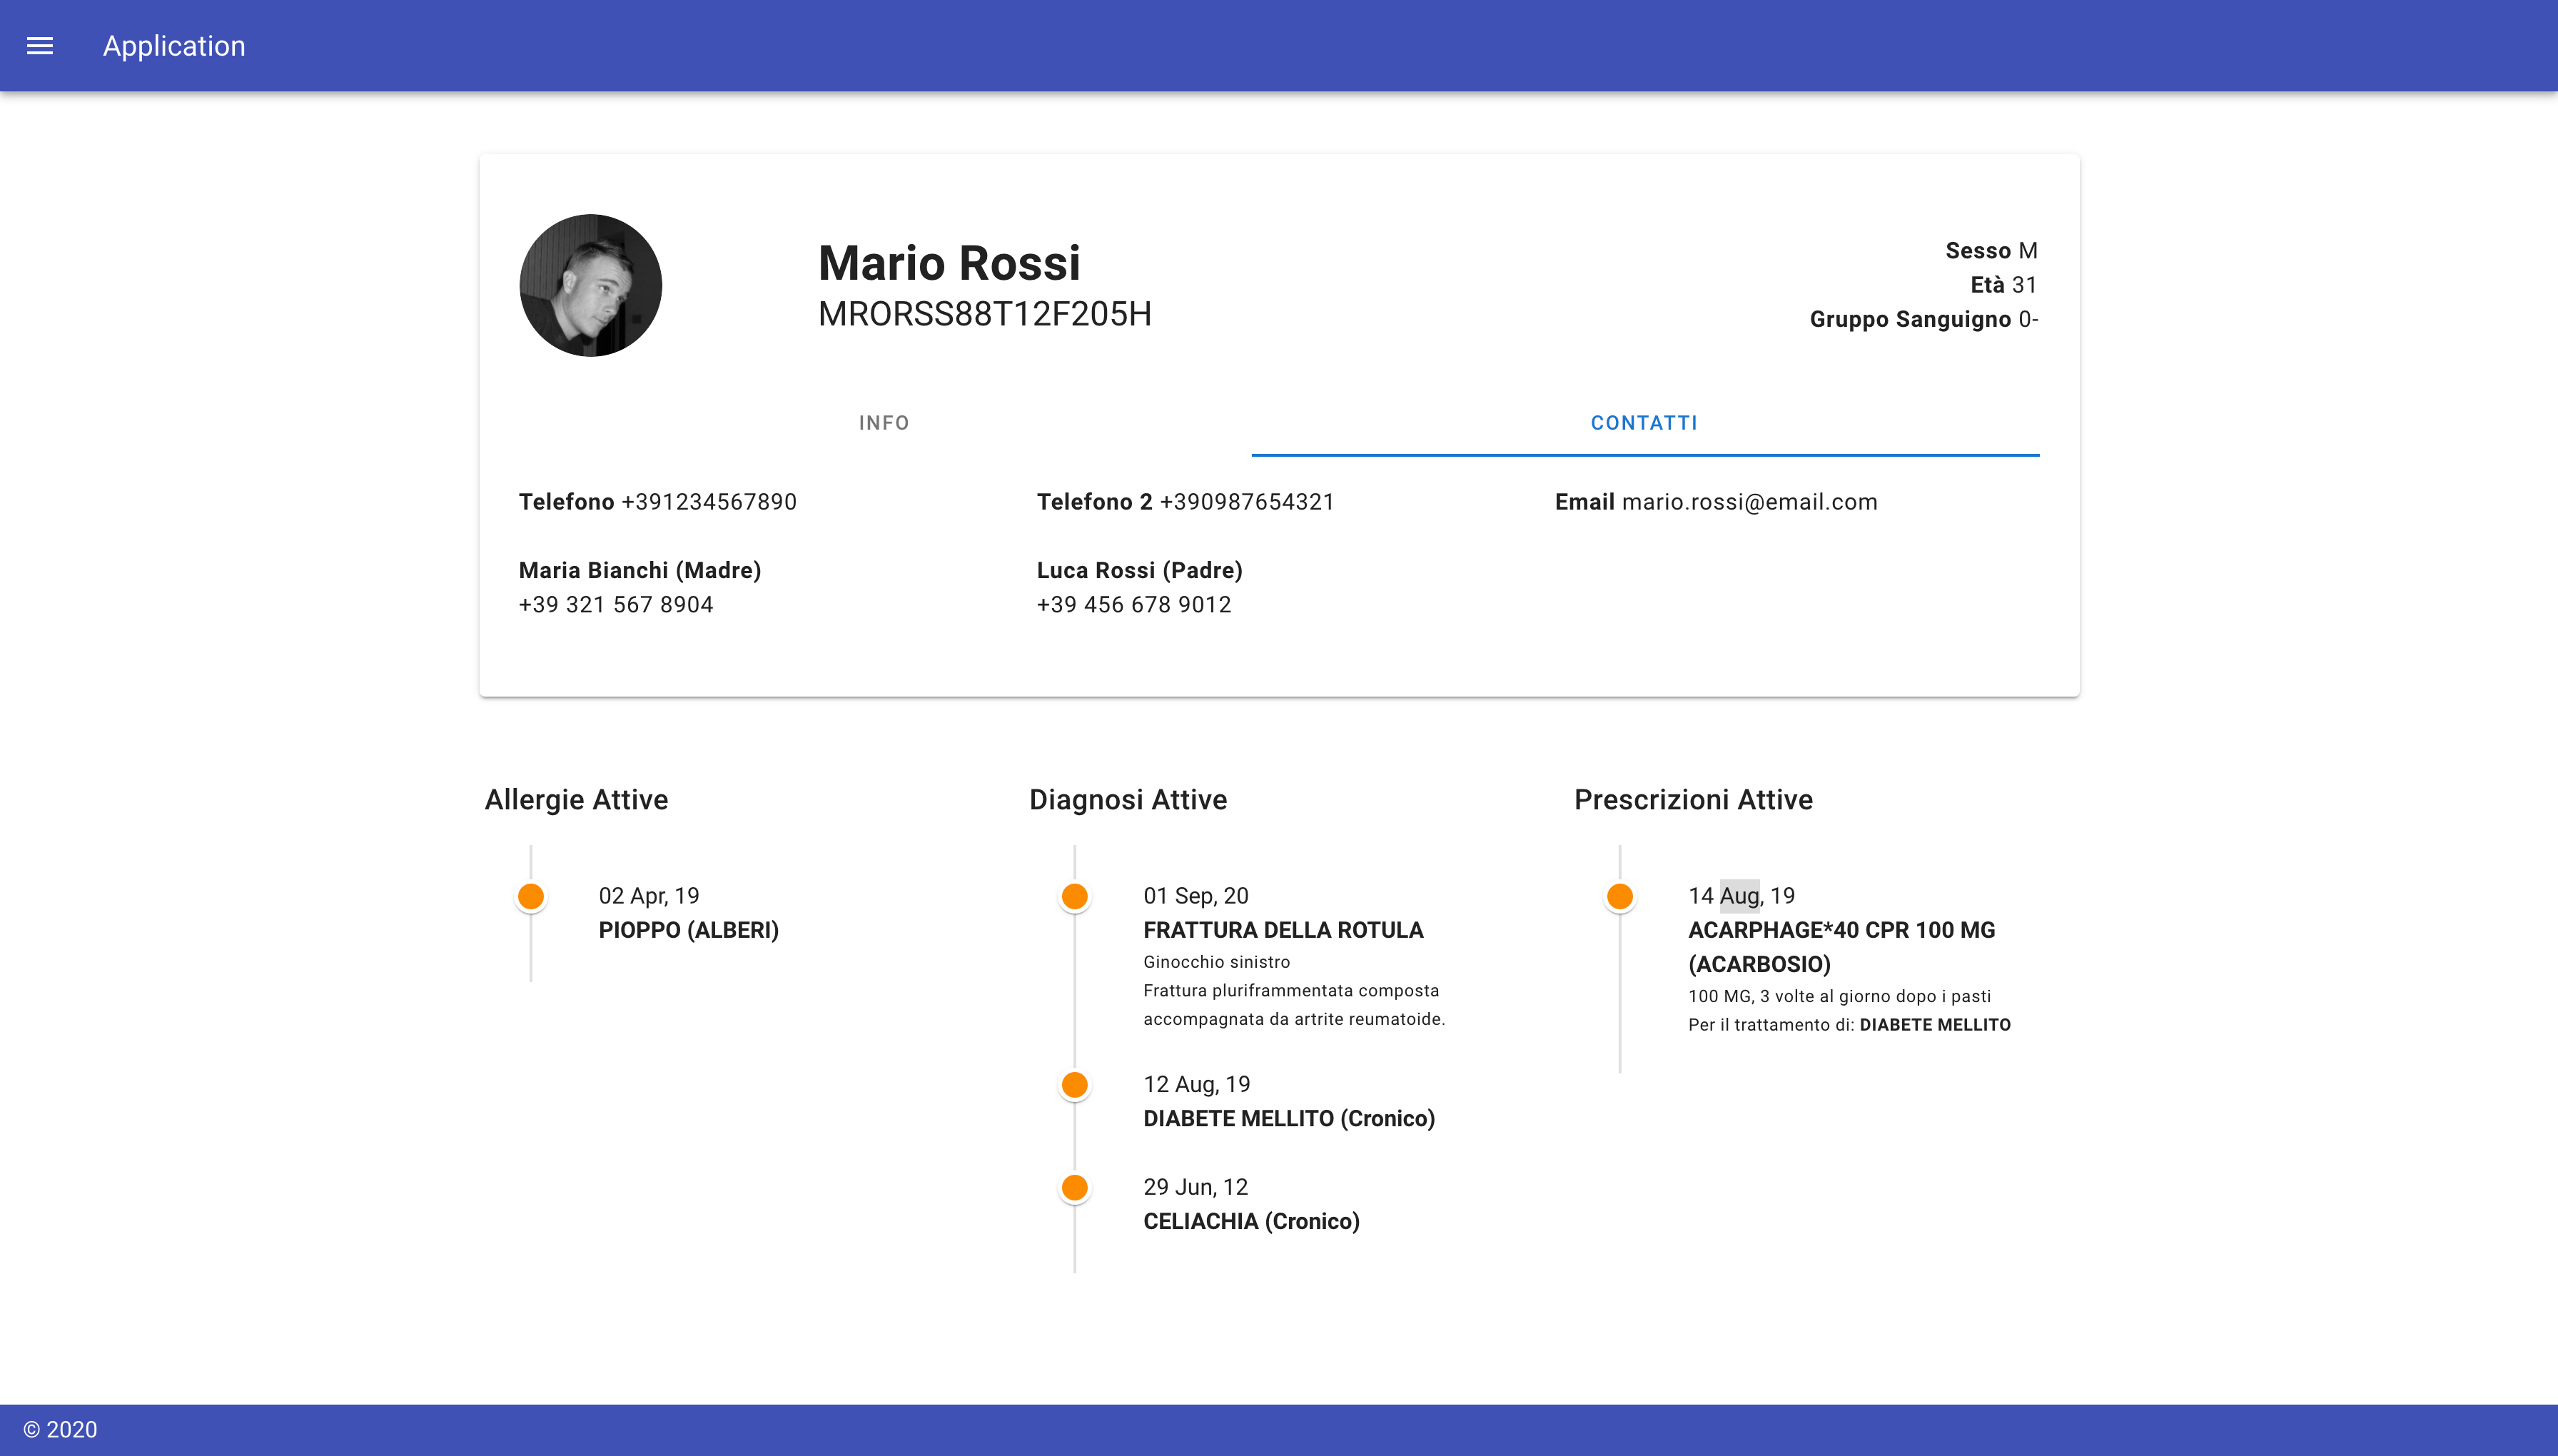 Application
Mario Rossi
MRORSS88T12F205H
Sesso M
Età 31
Gruppo Sanguigno 0-
INFO
CONTATTI
Telefono +391234567890
Telefono 2 +390987654321
Email mario.rossi@email.com
Maria Bianchi (Madre)
+39 321 567 8904
Luca Rossi (Padre)
+39 456 678 9012
Allergie Attive
02 Apr, 19
PIOPPO (ALBERI)
Diagnosi Attive
01 Sep, 20
FRATTURA DELLA ROTULA
Ginocchio sinistro
Frattura pluriframmentata composta
accompagnata da artrite reumatoide.
12 Aug, 19
DIABETE MELLITO (Cronico)
29 Jun, 12
CELIACHIA (Cronico)
Prescrizioni Attive
14 Aug, 19
ACARPHAGE*40 CPR 100 MG
(ACARBOSIO)
100 MG, 3 volte al giorno dopo i pasti
Per il trattamento di: DIABETE MELLITO
© 2020